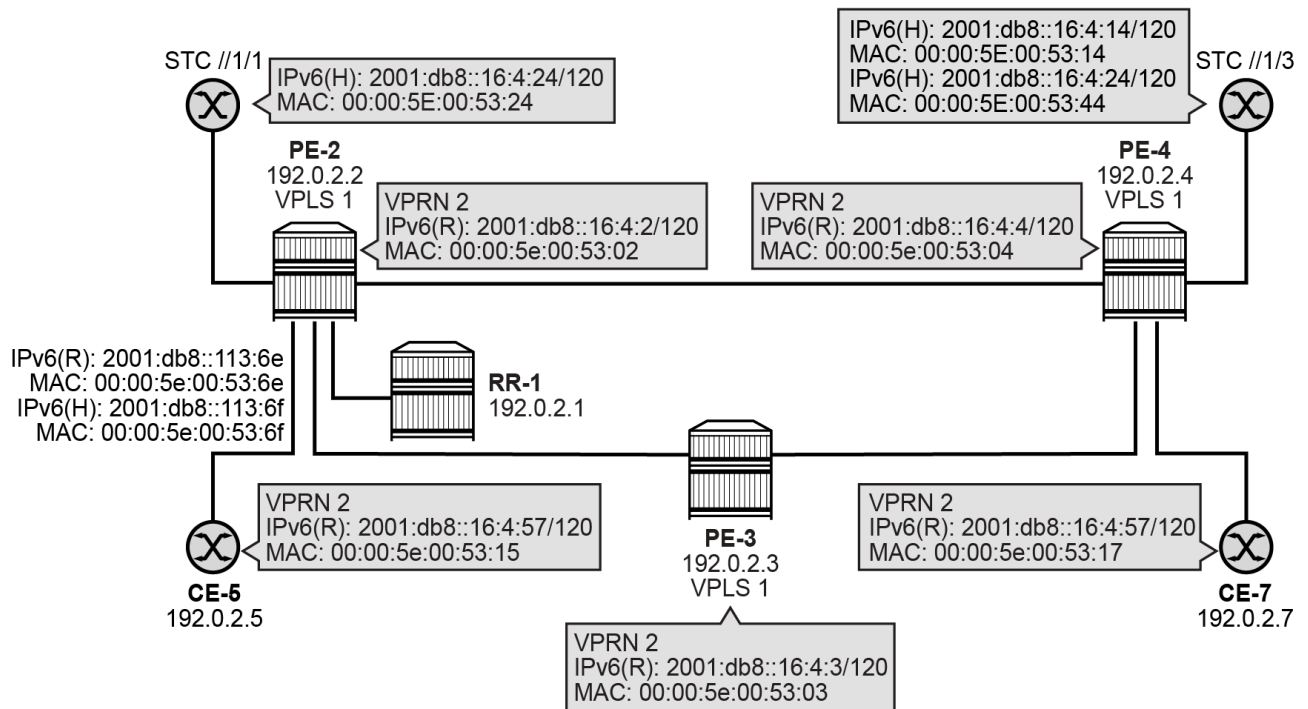 STC //1/1
IPv6(H): 2001:db8::16:4:24/120
MAC: 00:00:5E:00:53:24
IPv6(H): 2001:db8::16:4:14/120
MAC: 00:00:5E:00:53:14
IPv6(H): 2001:db8::16:4:24/120
MAC: 00:00:5E:00:53:44
STC //1/3
PE-2
192.0.2.2
VPLS 1
VPRN 2
IPv6(R): 2001:db8::16:4:2/120
MAC: 00:00:5e:00:53:02
VPRN 2
IPv6(R): 2001:db8::16:4:4/120
MAC: 00:00:5e:00:53:04
PE-4
192.0.2.4
VPLS 1
IPv6(R): 2001:db8::113:6e
MAC: 00:00:5e:00:53:6e
IPv6(H): 2001:db8::113:6f
MAC: 00:00:5e:00:53:6f
RR-1
192.0.2.1
VPRN 2
IPv6(R): 2001:db8::16:4:57/120
MAC: 00:00:5e:00:53:15
CE-5
192.0.2.5
PE-3
192.0.2.3
VPLS 1
VPRN 2
IPv6(R): 2001:db8::16:4:57/120
MAC: 00:00:5e:00:53:17
CE-7
192.0.2.7
VPRN 2
IPv6(R): 2001:db8::16:4:3/120
MAC: 00:00:5e:00:53:03